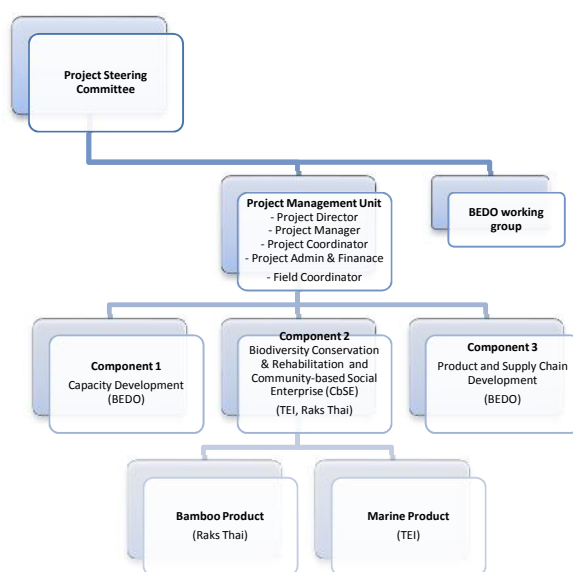 Project Steering
Committee
Project Management Unit
- Project Director
- Project Manager
- Project Coordinator
- Project Admin & Finanace
- Field Coordinator
BEDO working
group
Component 1
Capacity Development
(BEDO)
Component 2
Biodiversity Conservation
& Rehabilitation and
Community-based Social
Enterprise (CbSE)
(TEI, Raks Thai)
Component 3
Product and Supply Chain
Development
(BEDO)
Bamboo Product
(Raks Thai)
Marine Product
(TEI)